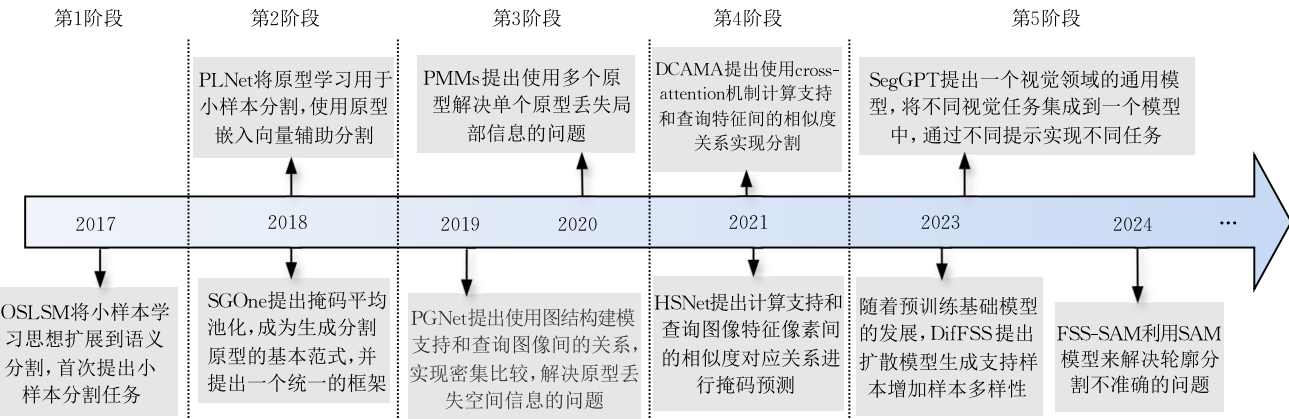 第1阶段
第2阶段
第3阶段
第4阶段
第5阶段
PLNet将原型学习用于
小样本分割,使用原型
嵌入向量辅助分割
PMMs提出使用多个原
型解决单个原型丢失局
部信息的问题
DCAMA提出使用cross-
attention机制计算支持
和查询特征间的相似度
关系实现分割
SegGPT提出一个视觉领域的通用模
型,将不同视觉任务集成到一个模型
中,通过不同提示实现不同任务
2017
2018
2019
2020
2021
2023
2024
…
OSLSM将小样本学
习思想扩展到语义
分割,首次提出小
样本分割任务
SGOne提出掩码平均
池化,成为生成分割
原型的基本范式,并
提出一个统一的框架
PGNet提出使用图结构建模
支持和查询图像间的关系,
实现密集比较,解决原型丢
失空间信息的问题
HSNet提出计算支持和
查询图像特征像素间
的相似度对应关系进
行掩码预测
随着预训练基础模型
的发展,DifFSS提出
扩散模型生成支持样
本增加样本多样性
FSS-SAM利用SAM
模型来解决轮廓分
割不准确的问题